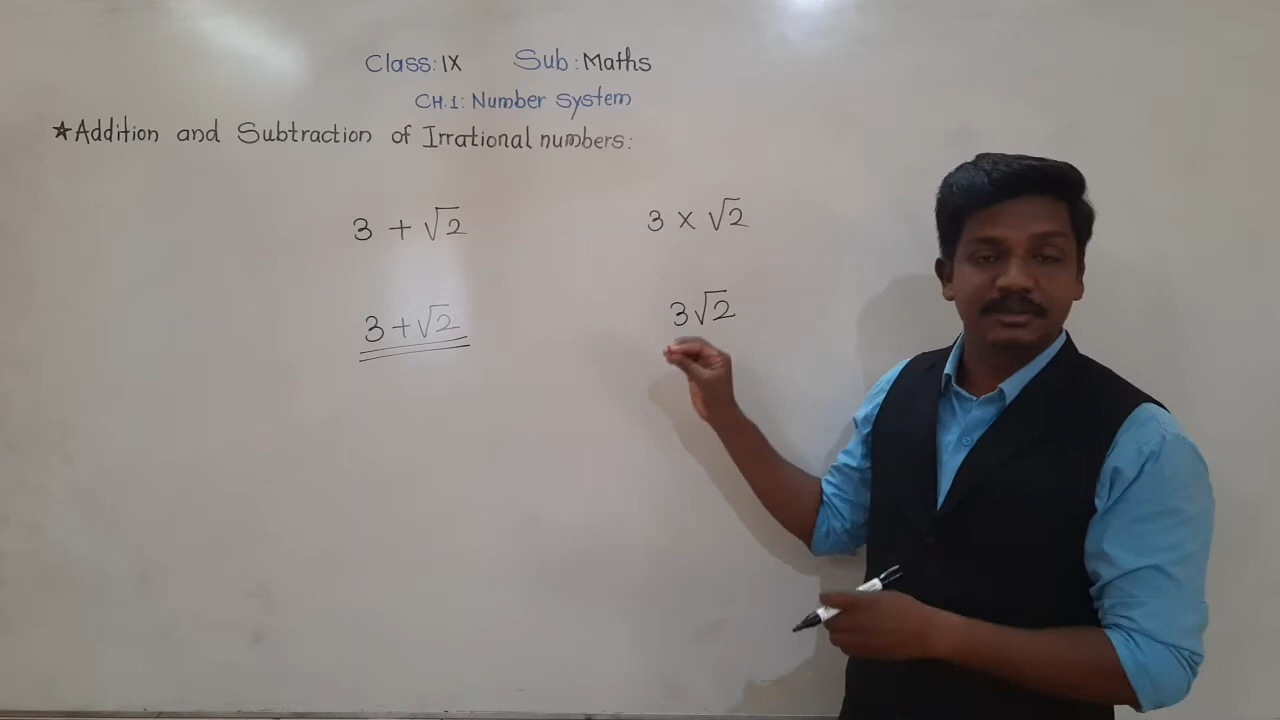 Class: IX Sub: Maths
CH.1: Number system
★Addition and Subtraction of Irrational numbers:
3 + √2 3 × √2
3+√2 3√2